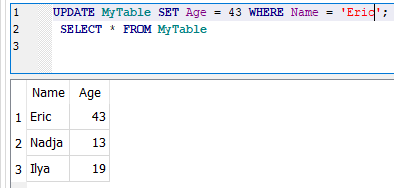 1 UPDATE MyTable SET Age = 43 WHERE Name = 'Eric';
2 SELECT * FROM MyTable
3
Name Age
1 Eric 43
2 Nadja 13
3 Ilya 19